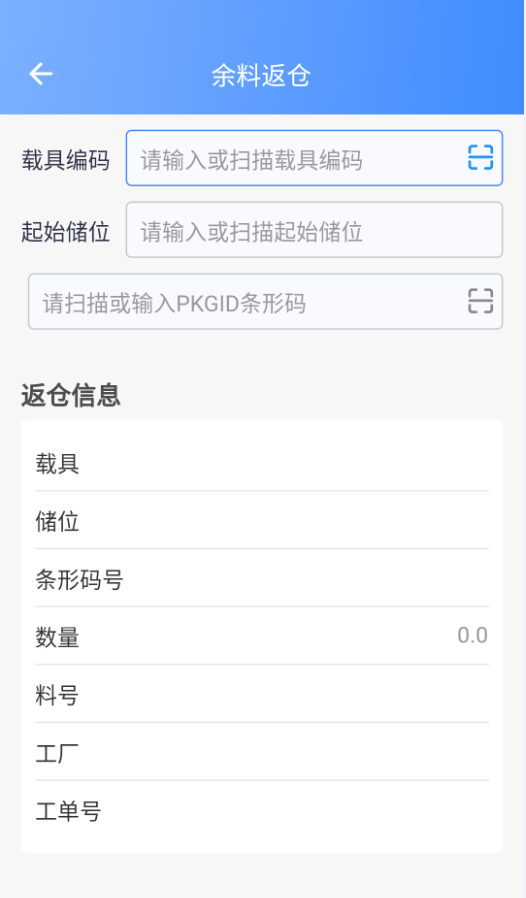 余料返仓
载具编码 请输入或扫描载具编码
起始储位 请输入或扫描起始储位
请扫描或输入PKGID条形码
返仓信息
载具
储位
条形码号
数量 0.0
料号
工厂
工单号